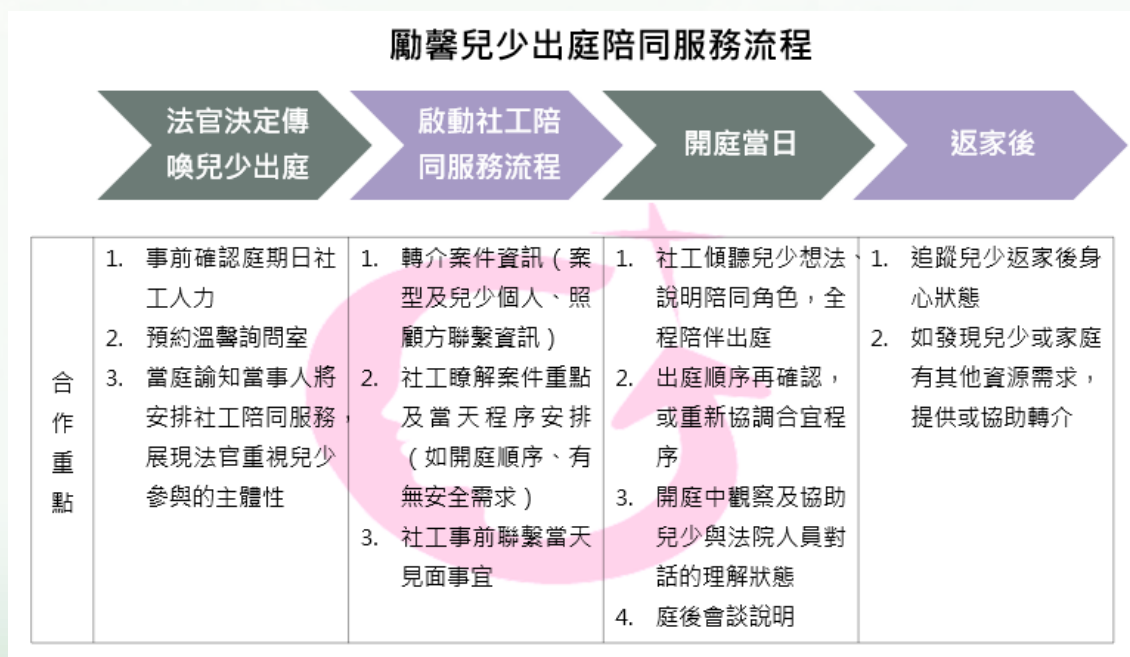 勵馨兒少出庭陪同服務流程
法官決定傳
喚兒少出庭
啟動社工陪
同服務流程
開庭當日
返家後
合
作
重
點
1. 事前確認庭期日社
工人力
2. 預約溫馨詢問室
3. 當庭諭知當事人將
安排社工陪同服務,
展現法官重視兒少
參與的主體性
1. 轉介案件資訊(案
型及兒少個人、照
顧方聯繫資訊)
2. 社工瞭解案件重點
及當天程序安排
(如開庭順序、有
無安全需求)
3. 社工事前聯繫當天
見面事宜
1. 社工傾聽兒少想法、
說明陪同角色,全
程陪伴出庭
2. 出庭順序再確認,
或重新協調合宜程
序
3. 開庭中觀察及協助
兒少與法院人員對
話的理解狀態
4. 庭後會談說明
1. 追蹤兒少返家後身
心狀態
2. 如發現兒少或家庭
有其他資源需求,
提供或協助轉介